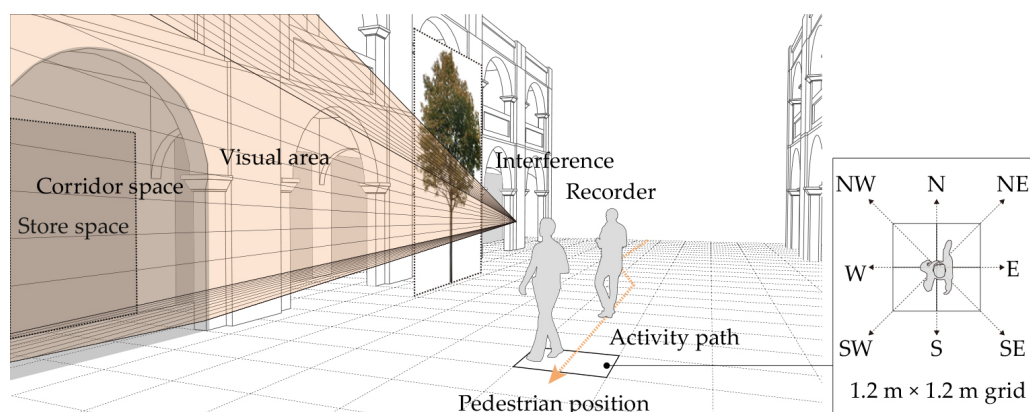 Visual area
Interference
Corridor space
Recorder
Store space
Activity path
Pedestrian position
NW
N
NE
W
E
SW
S
SE
1.2 m × 1.2 m grid